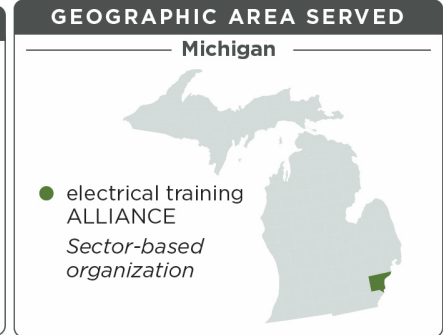 GEOGRAPHIC AREA SERVED
Michigan
electrical training
ALLIANCE
Sector-based
organization